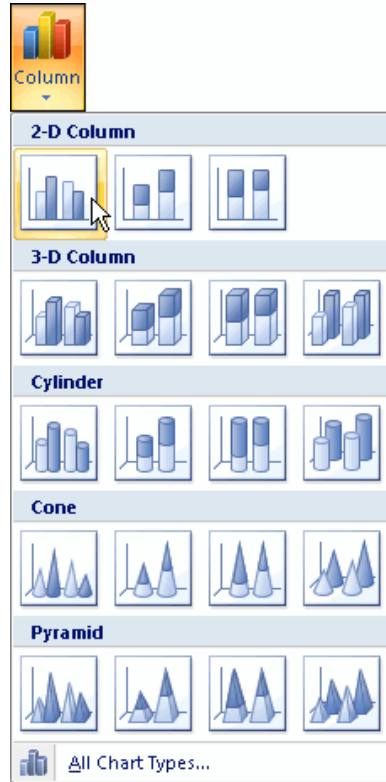 Column
2-D Column
3-D Column
Cylinder
Cone
Pyramid
All Chart Types...